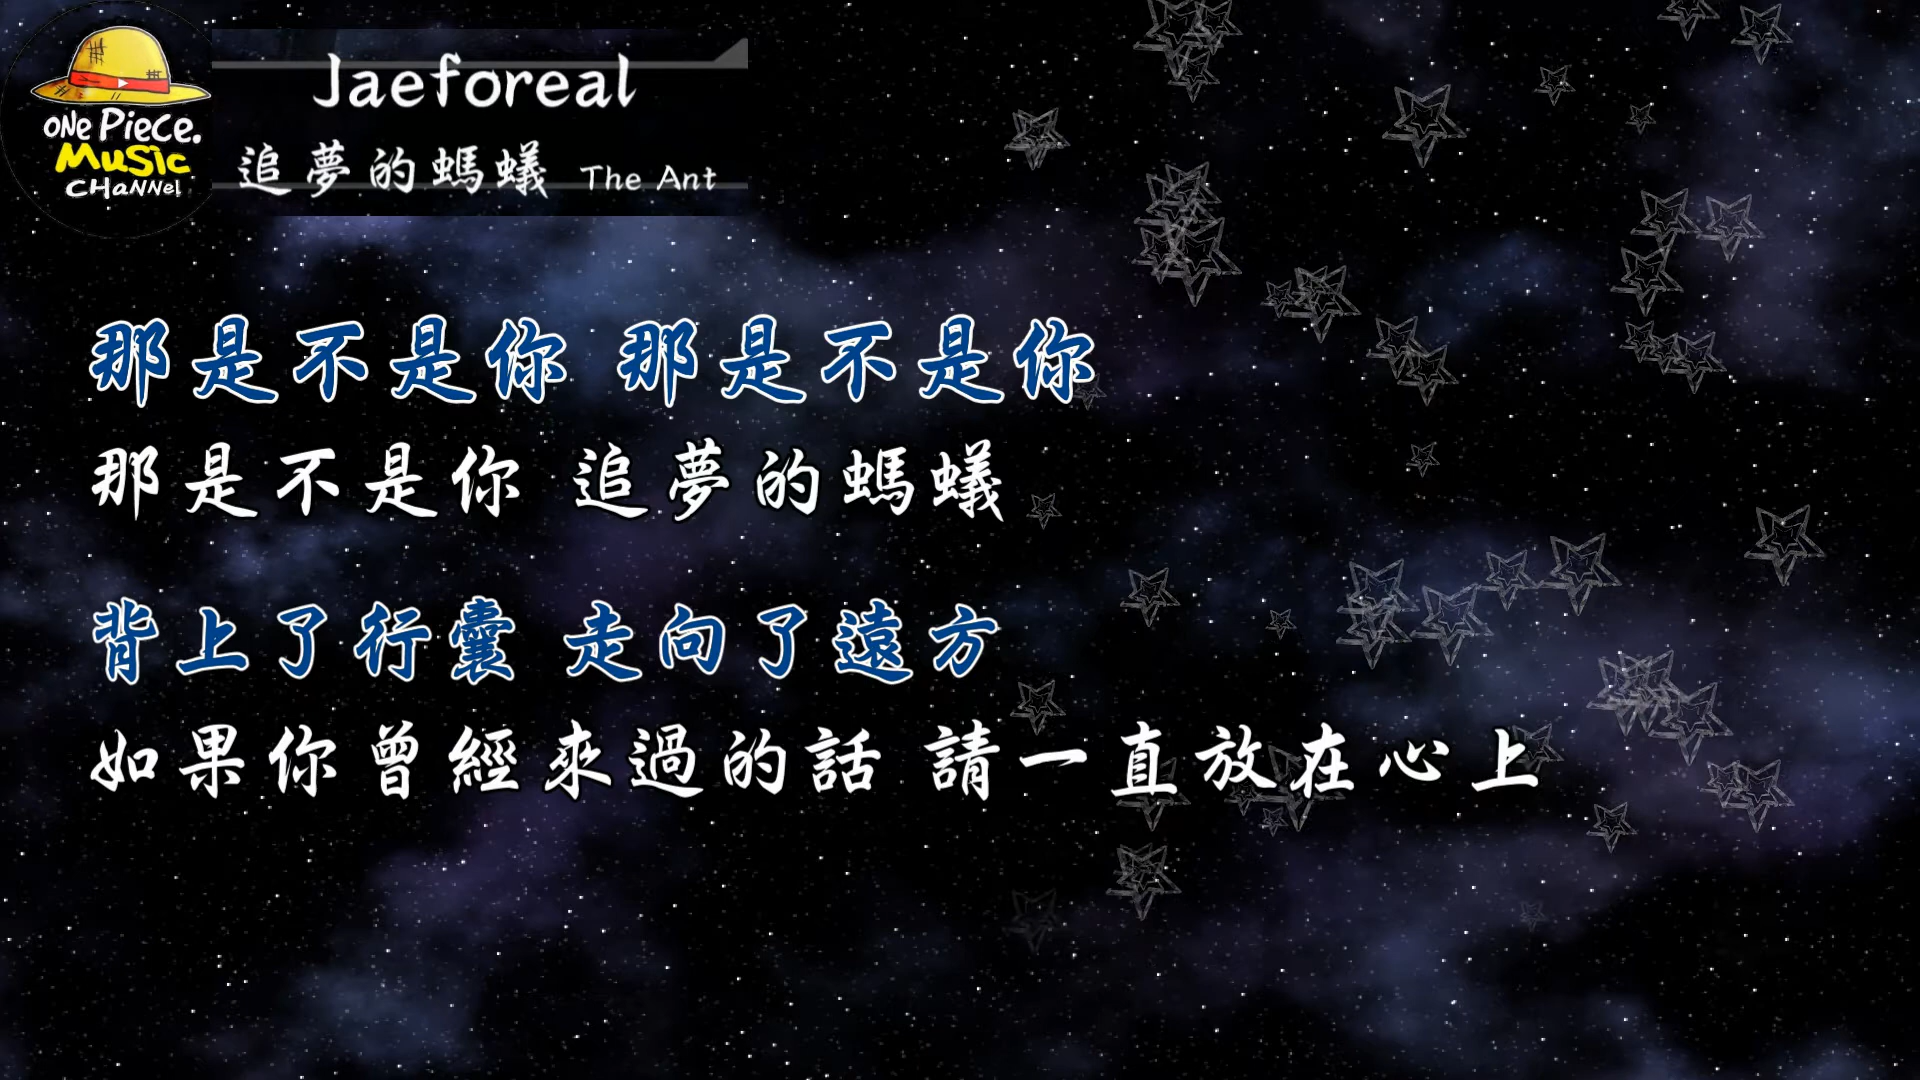 ONE PIECE.
MUSIC
CHANNEL
Jaeforeal
追夢的螞蟻 The Ant
那是不是你 那是不是你
那是不是你 追夢的螞蟻
背上了行囊 走向了遠方
如果你曾經來過的話 請一直放在心上